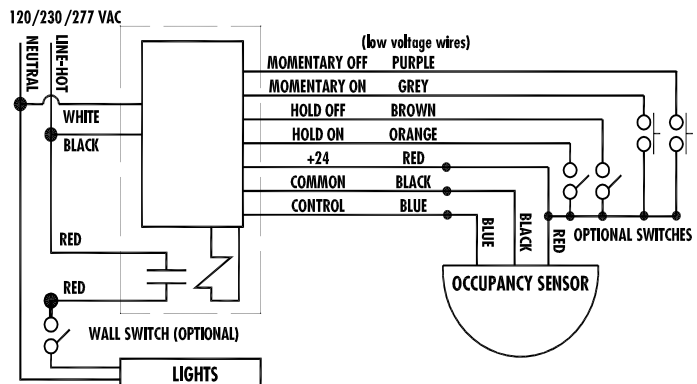 120/230/277 VAC
NEUTRAL
LINE-HOT
(low voltage wires)
MOMENTARY OFF PURPLE
MOMENTARY ON GREY
WHITE
HOLD OFF BROWN
HOLD ON ORANGE
BLACK
+24 RED
COMMON BLACK
CONTROL BLUE
BLUE
BLACK
RED
OPTIONAL SWITCHES
RED
OCCUPANCY SENSOR
RED
WALL SWITCH (OPTIONAL)
LIGHTS